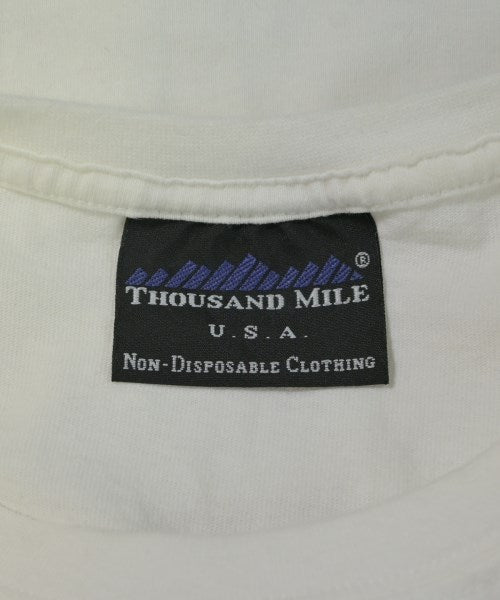 ®
THOUSAND MILE
U.S.A.
NON-DISPOSABLE CLOTHING